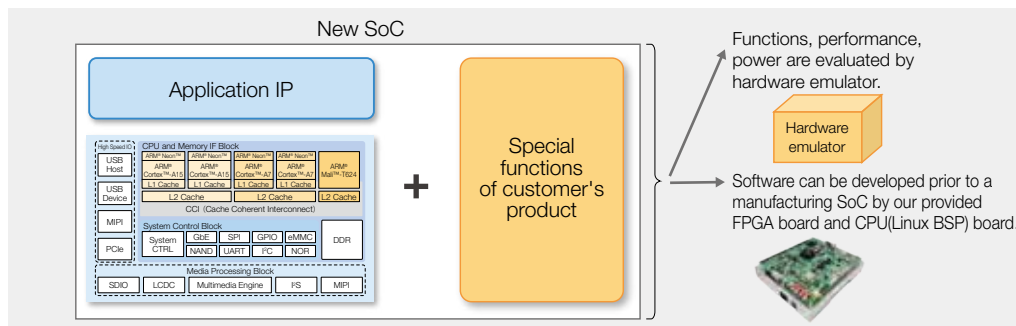 New SoC
Application IP
High Speed IO
USB
Host
USB
Device
MIPI
PCIe
CPU and Memory IF Block
ARM® Neon™ ARM® Neon™ ARM® Neon™ ARM® Neon™
ARM® ARM® ARM® ARM® ARM®
Cortex™-A15 Cortex™-A15 Cortex™-A7 Cortex™-A7 Mali™-T624
L1 Cache L1 Cache L1 Cache L1 Cache
L2 Cache L2 Cache L2 Cache
CCI (Cache Coherent Interconnect)
System Control Block
System
CTRL
GbE SPI GPIO eMMC
NAND UART I²C NOR
DDR
Media Processing Block
SDIO LCDC Multimedia Engine I²S MIPI
+
Special
functions
of customer's
product
Functions, performance,
power are evaluated by
hardware emulator.
Hardware
emulator
Software can be developed prior to a
manufacturing SoC by our provided
FPGA board and CPU(Linux BSP) board.